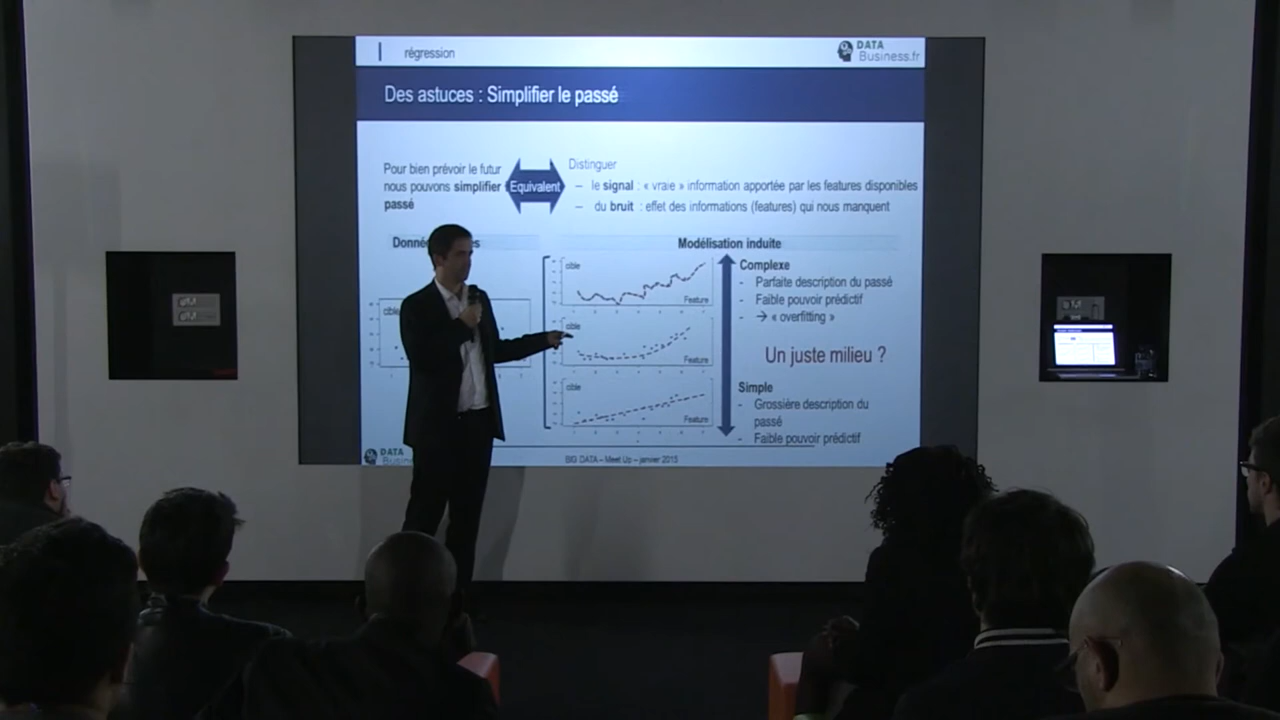 régression
DATA
Business.fr
Des astuces : Simplifier le passé
Pour bien prévoir le futur
nous pouvons simplifier
passé
Equivalent
Distinguer
– le signal : « vraie » information apportée par les features disponibles
– du bruit : effet des informations (features) qui nous manquent
Modélisation induite
cible
Feature
cible
Feature
cible
Feature
Complexe
- Parfaite description du passé
- Faible pouvoir prédictif
- → « overfitting »
Un juste milieu ?
Simple
- Grossière description du
passé
- Faible pouvoir prédictif
DATA
BIG DATA – Meet Up – janvier 2015